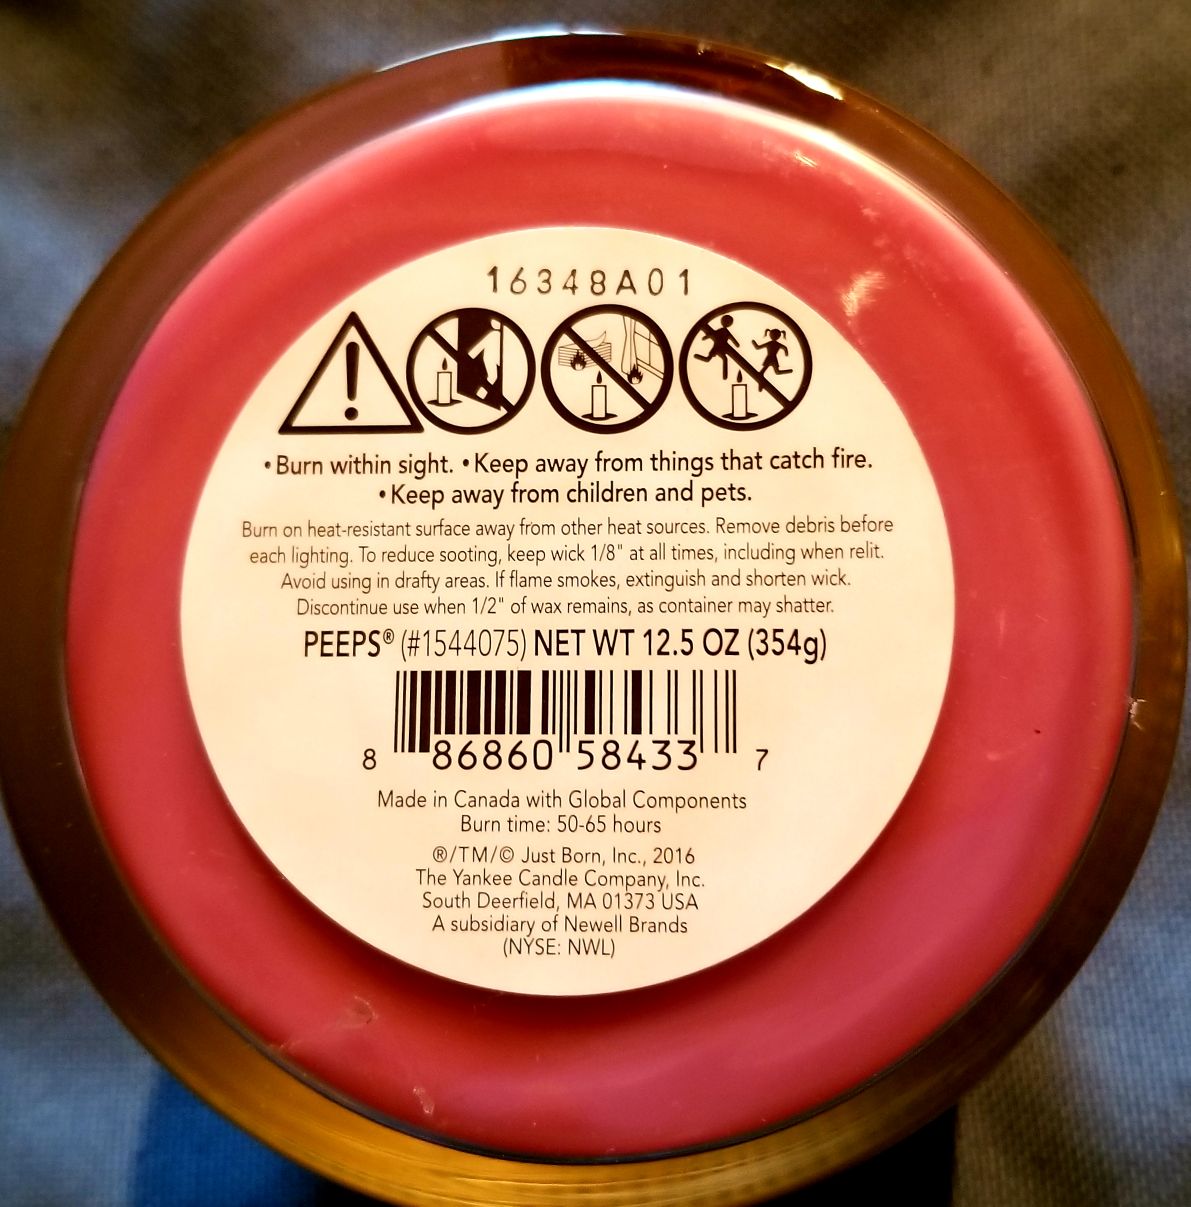 16348A01
•Burn within sight. •Keep away from things that catch fire.
•Keep away from children and pets.
Burn on heat-resistant surface away from other heat sources. Remove debris before
each lighting. To reduce sooting, keep wick 1/8" at all times, including when relit.
Avoid using in drafty areas. If flame smokes, extinguish and shorten wick.
Discontinue use when 1/2" of wax remains, as container may shatter.
PEEPS® (#1544075) NET WT 12.5 OZ (354g)
8 86860 58433 7
Made in Canada with Global Components
Burn time: 50-65 hours
®/TM/© Just Born, Inc., 2016
The Yankee Candle Company, Inc.
South Deerfield, MA 01373 USA
A subsidiary of Newell Brands
(NYSE: NWL)